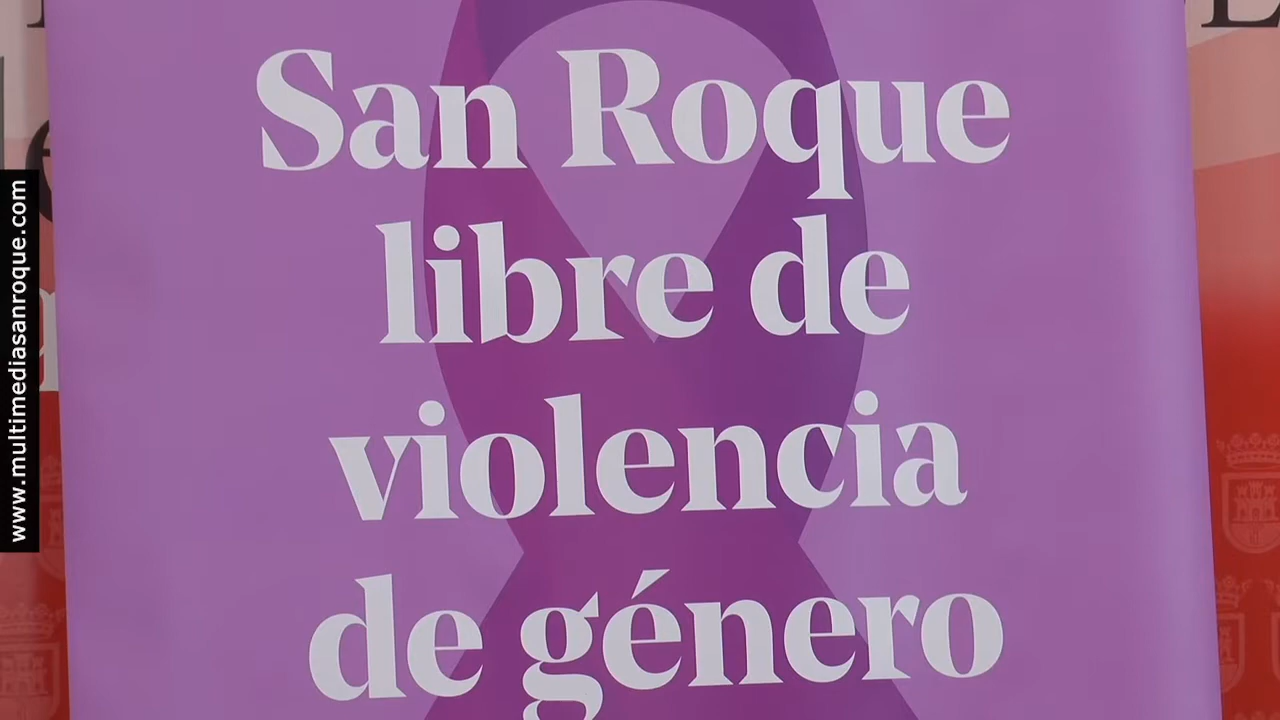 San Roque
libre de
violencia
de género
www.multimediasanroque.com